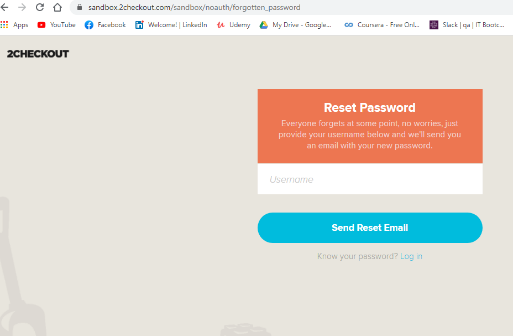 sandbox.2checkout.com/sandbox/noauth/forgotten_password
Apps YouTube Facebook Welcome! | LinkedIn Udemy My Drive – Google... Coursera – Free Onl... Slack | qa | IT Bootc...
2CHECKOUT
Reset Password
Everyone forgets at some point, no worries, just
provide your username below and we'll send you
an email with your new password.
Username
Send Reset Email
Know your password? Log in